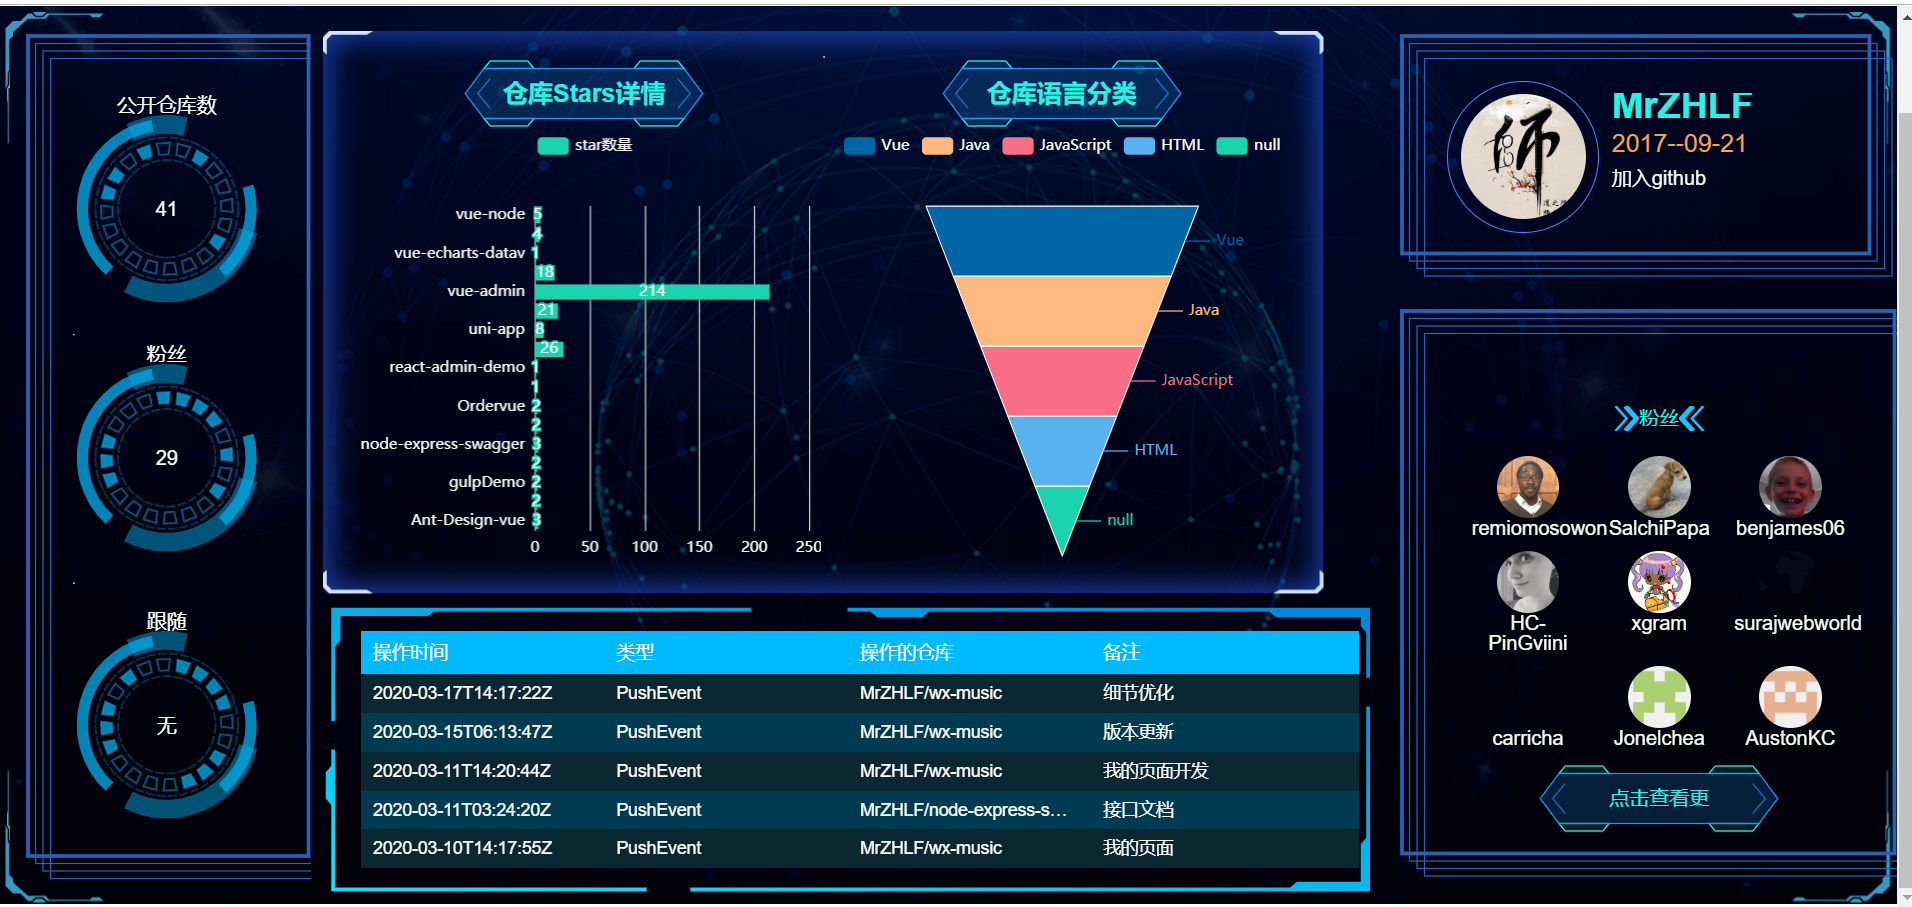 公开仓库数
41
粉丝
29
跟随
无
仓库Stars详情
star数量
vue-node
5
4
vue-echarts-datav
1
18
vue-admin
214
21
uni-app
8
26
react-admin-demo
1
1
Ordervue
2
2
node-express-swagger
3
2
gulpDemo
2
2
Ant-Design-vue
3
0 50 100 150 200 250
仓库语言分类
Vue Java JavaScript HTML null
Vue
Java
JavaScript
HTML
null
操作时间 类型 操作的仓库 备注
2020-03-17T14:17:22Z PushEvent MrZHLF/wx-music 细节优化
2020-03-15T06:13:47Z PushEvent MrZHLF/wx-music 版本更新
2020-03-11T14:20:44Z PushEvent MrZHLF/wx-music 我的页面开发
2020-03-11T03:24:20Z PushEvent MrZHLF/node-express-s… 接口文档
2020-03-10T14:17:55Z PushEvent MrZHLF/wx-music 我的页面
师
MrZHLF
2017--09-21
加入github
粉丝
remiomosowon SalchiPapa benjames06
HC-PinGviini xgram surajwebworld
carricha Jonelchea AustonKC
点击查看更